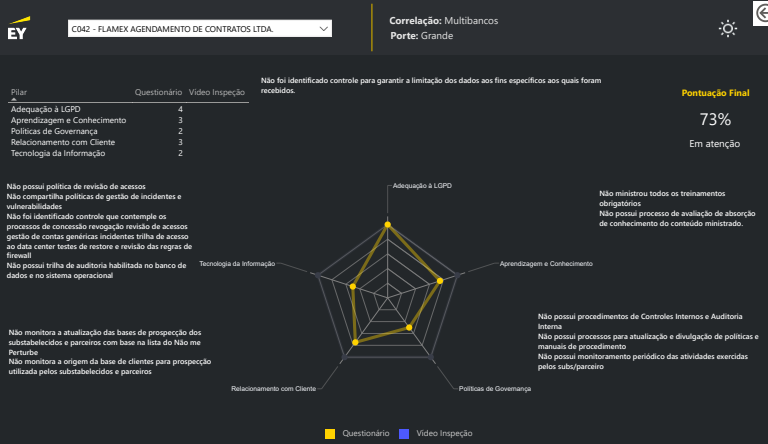 EY
C042 - FLAMEX AGENDAMENTO DE CONTRATOS LTDA.
Correlação: Multibancos
Porte: Grande
Não foi identificado controle para garantir a limitação dos dados aos fins específicos aos quais foram
recebidos.
Pilar Questionário Vídeo Inspeção
Adequação à LGPD 4
Aprendizagem e Conhecimento 3
Políticas de Governança 2
Relacionamento com Cliente 3
Tecnologia da Informação 2
Pontuação Final
73%
Em atenção
Não possui política de revisão de acessos
Não compartilha políticas de gestão de incidentes e
vulnerabilidades
Não foi identificado controle que contemple os
processos de concessão revogação revisão de acessos
gestão de contas genéricas incidentes trilha de acesso
ao data center testes de restore e revisão das regras de
firewall
Não possui trilha de auditoria habilitada no banco de
dados e no sistema operacional
Adequação à LGPD
Não ministrou todos os treinamentos
obrigatórios
Não possui processo de avaliação de absorção
de conhecimento do conteúdo ministrado.
Tecnologia da Informação
Aprendizagem e Conhecimento
Não monitora a atualização das bases de prospecção dos
substabelecidos e parceiros com base na lista do Não me
Perturbe
Não monitora a origem da base de clientes para prospecção
utilizada pelos substabelecidos e parceiros
Não possui procedimentos de Controles Internos e Auditoria
Interna
Não possui processos para atualização e divulgação de políticas e
manuais de procedimento
Não possui monitoramento periódico das atividades exercidas
pelos subs/parceiro
Relacionamento com Cliente
Políticas de Governança
Questionário Vídeo Inspeção